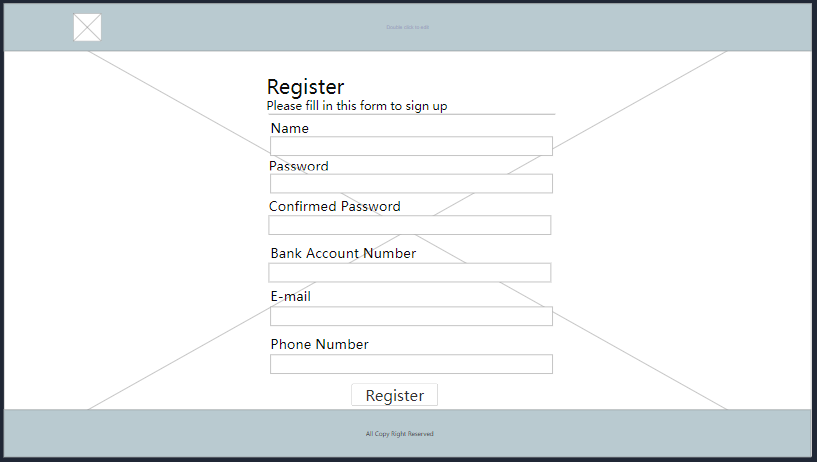 Double click to edit
Register
Please fill in this form to sign up
Name
Password
Confirmed Password
Bank Account Number
E-mail
Phone Number
Register
All Copy Right Reserved